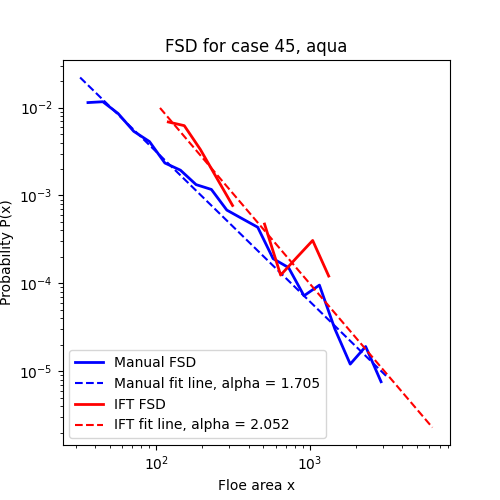 FSD for case 45, aqua
Probability P(x)
10⁻²
10⁻³
10⁻⁴
10⁻⁵
Manual FSD
Manual fit line, alpha = 1.705
IFT FSD
IFT fit line, alpha = 2.052
10² 10³
Floe area x